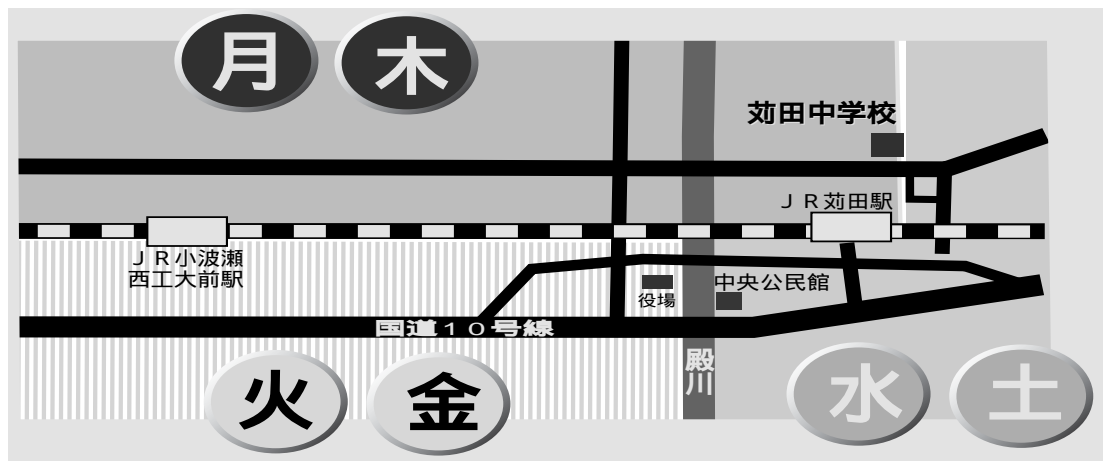 月
木
苅田中学校
ＪＲ苅田駅
ＪＲ小波瀬
西工大前駅
役場
中央公民館
国道１０号線
殿川
火
金
水
土